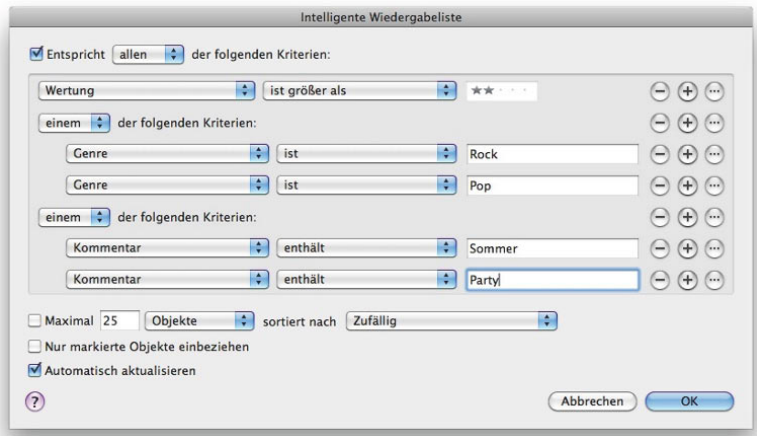 Intelligente Wiedergabeliste
Entspricht allen der folgenden Kriterien:
Wertung ist größer als ★★
einem der folgenden Kriterien:
Genre ist Rock
Genre ist Pop
einem der folgenden Kriterien:
Kommentar enthält Sommer
Kommentar enthält Party
Maximal 25 Objekte sortiert nach Zufällig
Nur markierte Objekte einbeziehen
Automatisch aktualisieren
? Abbrechen OK